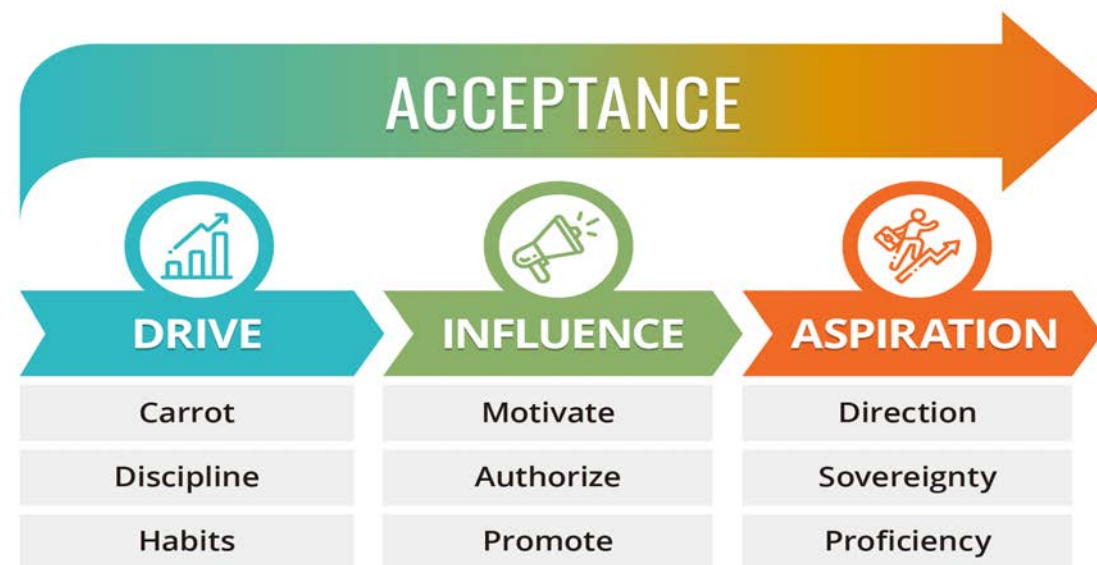 ACCEPTANCE
DRIVE
INFLUENCE
ASPIRATION
Carrot
Motivate
Direction
Discipline
Authorize
Sovereignty
Habits
Promote
Proficiency